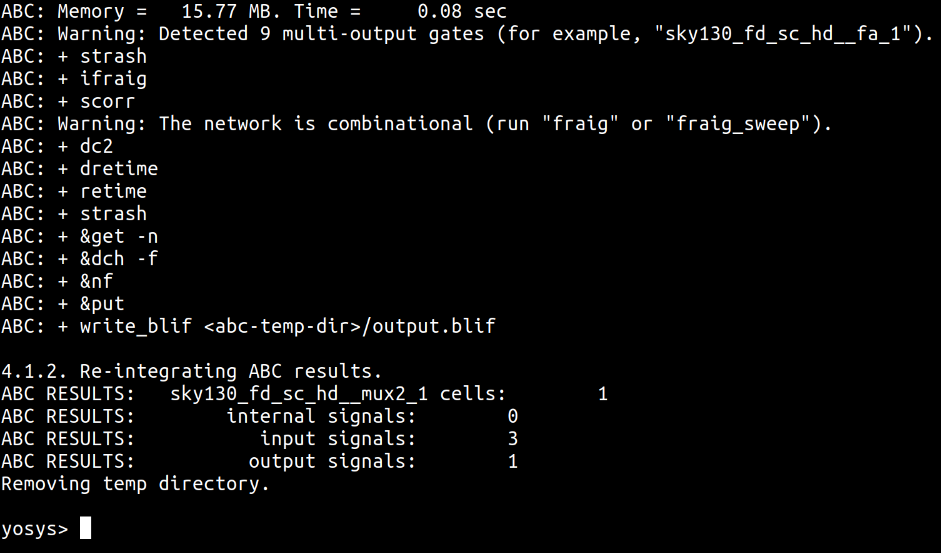 ABC: Memory =   15.77 MB. Time =     0.08 sec
ABC: Warning: Detected 9 multi-output gates (for example, "sky130_fd_sc_hd__fa_1").
ABC: + strash
ABC: + ifraig
ABC: + scorr
ABC: Warning: The network is combinational (run "fraig" or "fraig_sweep").
ABC: + dc2
ABC: + dretime
ABC: + retime
ABC: + strash
ABC: + &get -n
ABC: + &dch -f
ABC: + &nf
ABC: + &put
ABC: + write_blif <abc-temp-dir>/output.blif
4.1.2. Re-integrating ABC results.
ABC RESULTS:   sky130_fd_sc_hd__mux2_1 cells:        1
ABC RESULTS:        internal signals:        0
ABC RESULTS:           input signals:        3
ABC RESULTS:          output signals:        1
Removing temp directory.
yosys>